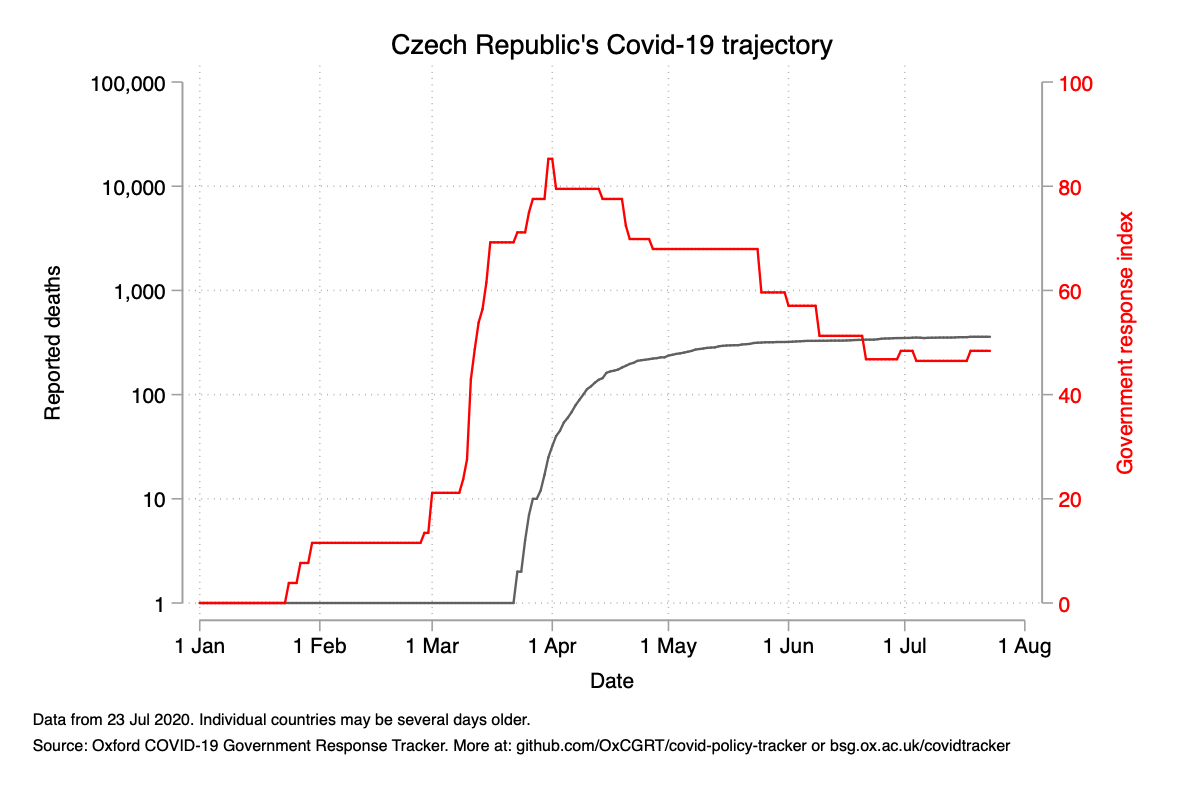 Czech Republic's Covid-19 trajectory
100,000
10,000
1,000
100
10
1
Reported deaths
100
80
60
40
20
0
Government response index
1 Jan 1 Feb 1 Mar 1 Apr 1 May 1 Jun 1 Jul 1 Aug
Date
Data from 23 Jul 2020. Individual countries may be several days older.
Source: Oxford COVID-19 Government Response Tracker. More at: github.com/OxCGRT/covid-policy-tracker or bsg.ox.ac.uk/covidtracker